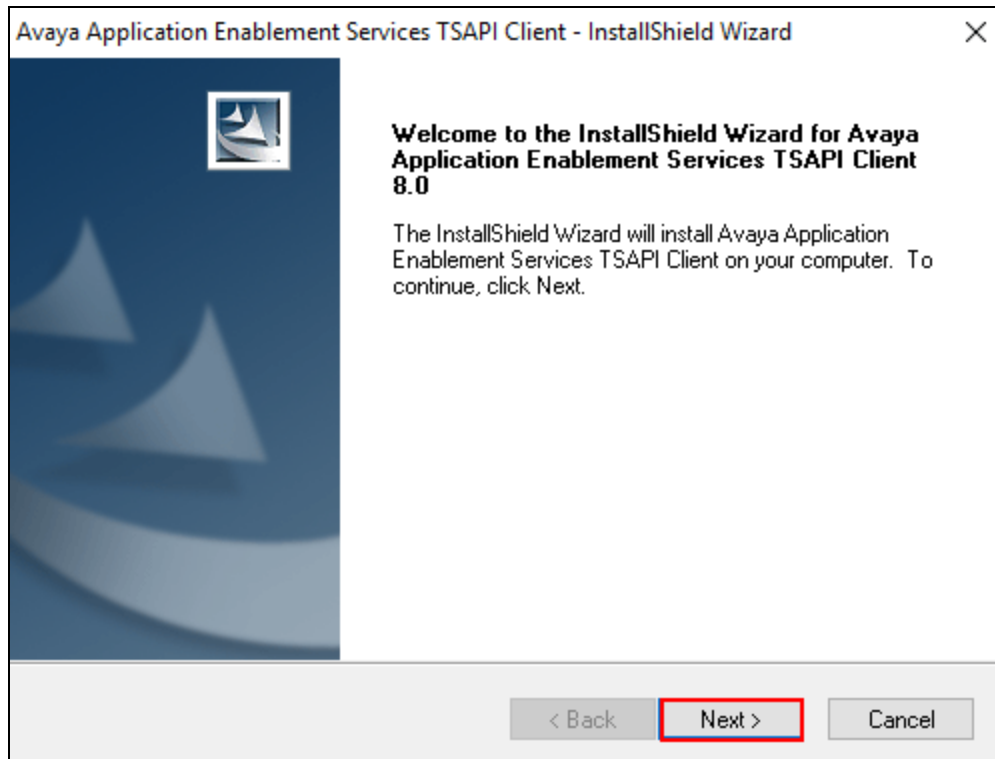 Avaya Application Enablement Services TSAPI Client - InstallShield Wizard
Welcome to the InstallShield Wizard for Avaya
Application Enablement Services TSAPI Client
8.0
The InstallShield Wizard will install Avaya Application
Enablement Services TSAPI Client on your computer.  To
continue, click Next.
< Back
Next >
Cancel